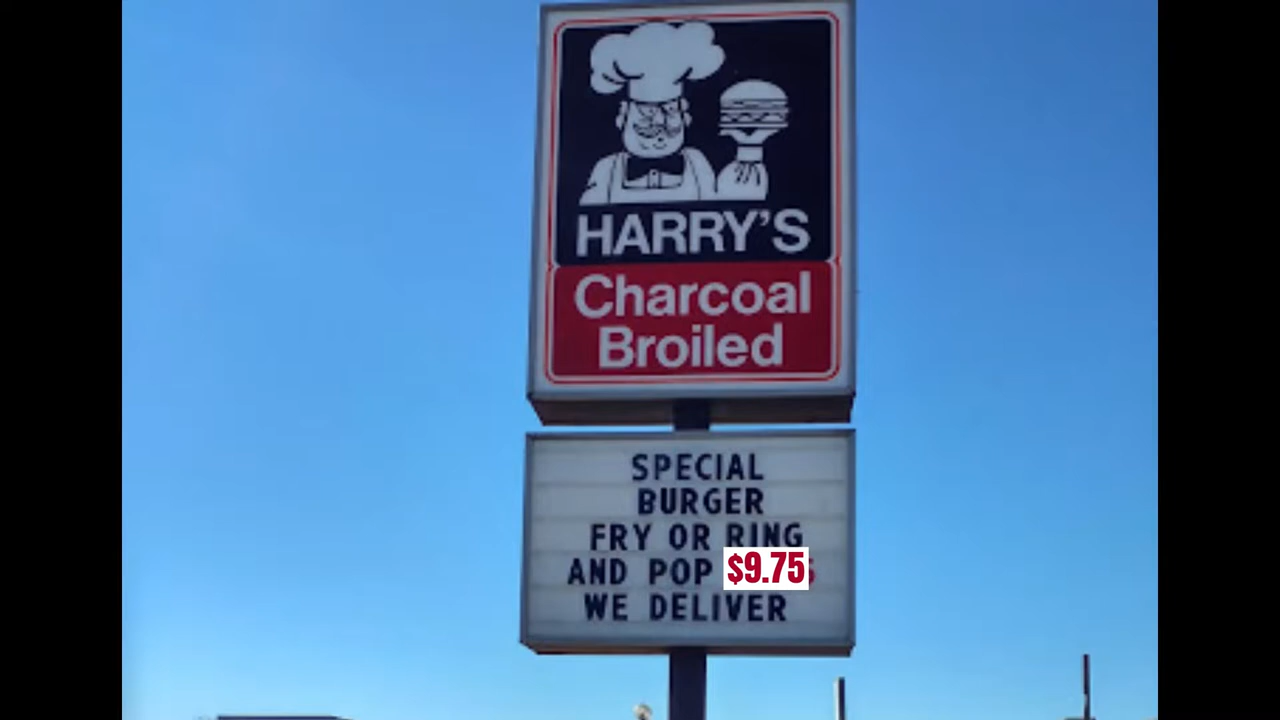 HARRY'S
Charcoal
Broiled
SPECIAL
BURGER
FRY OR RING
AND POP $9.75
WE DELIVER